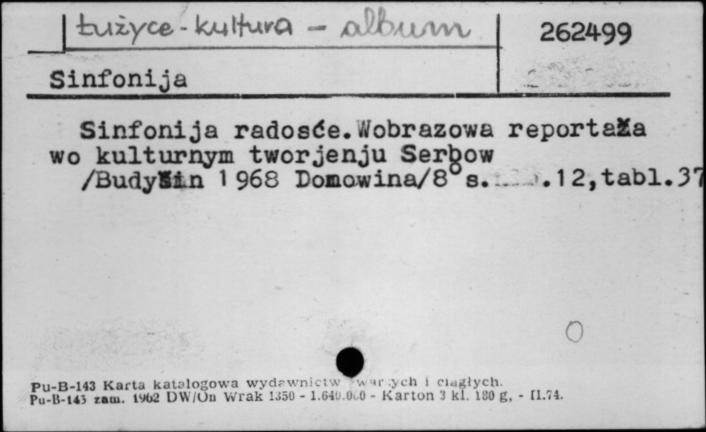 Łużyce - kultura - album
262499
Sinfonija
Sinfonija radosće. Wobrazowa reportaža
wo kulturnym tworjenju Serbow
/Budyšin 1968 Domowina/8° s. .12, tabl.37
Pu-B-143 Karta katalogowa wydawnictw zwartych i ciągłych.
Pu-B-143 zam. 1962 DW/On Wrak 1350 - 1.640.000 - Karton 3 kl. 180 g, - II.74.